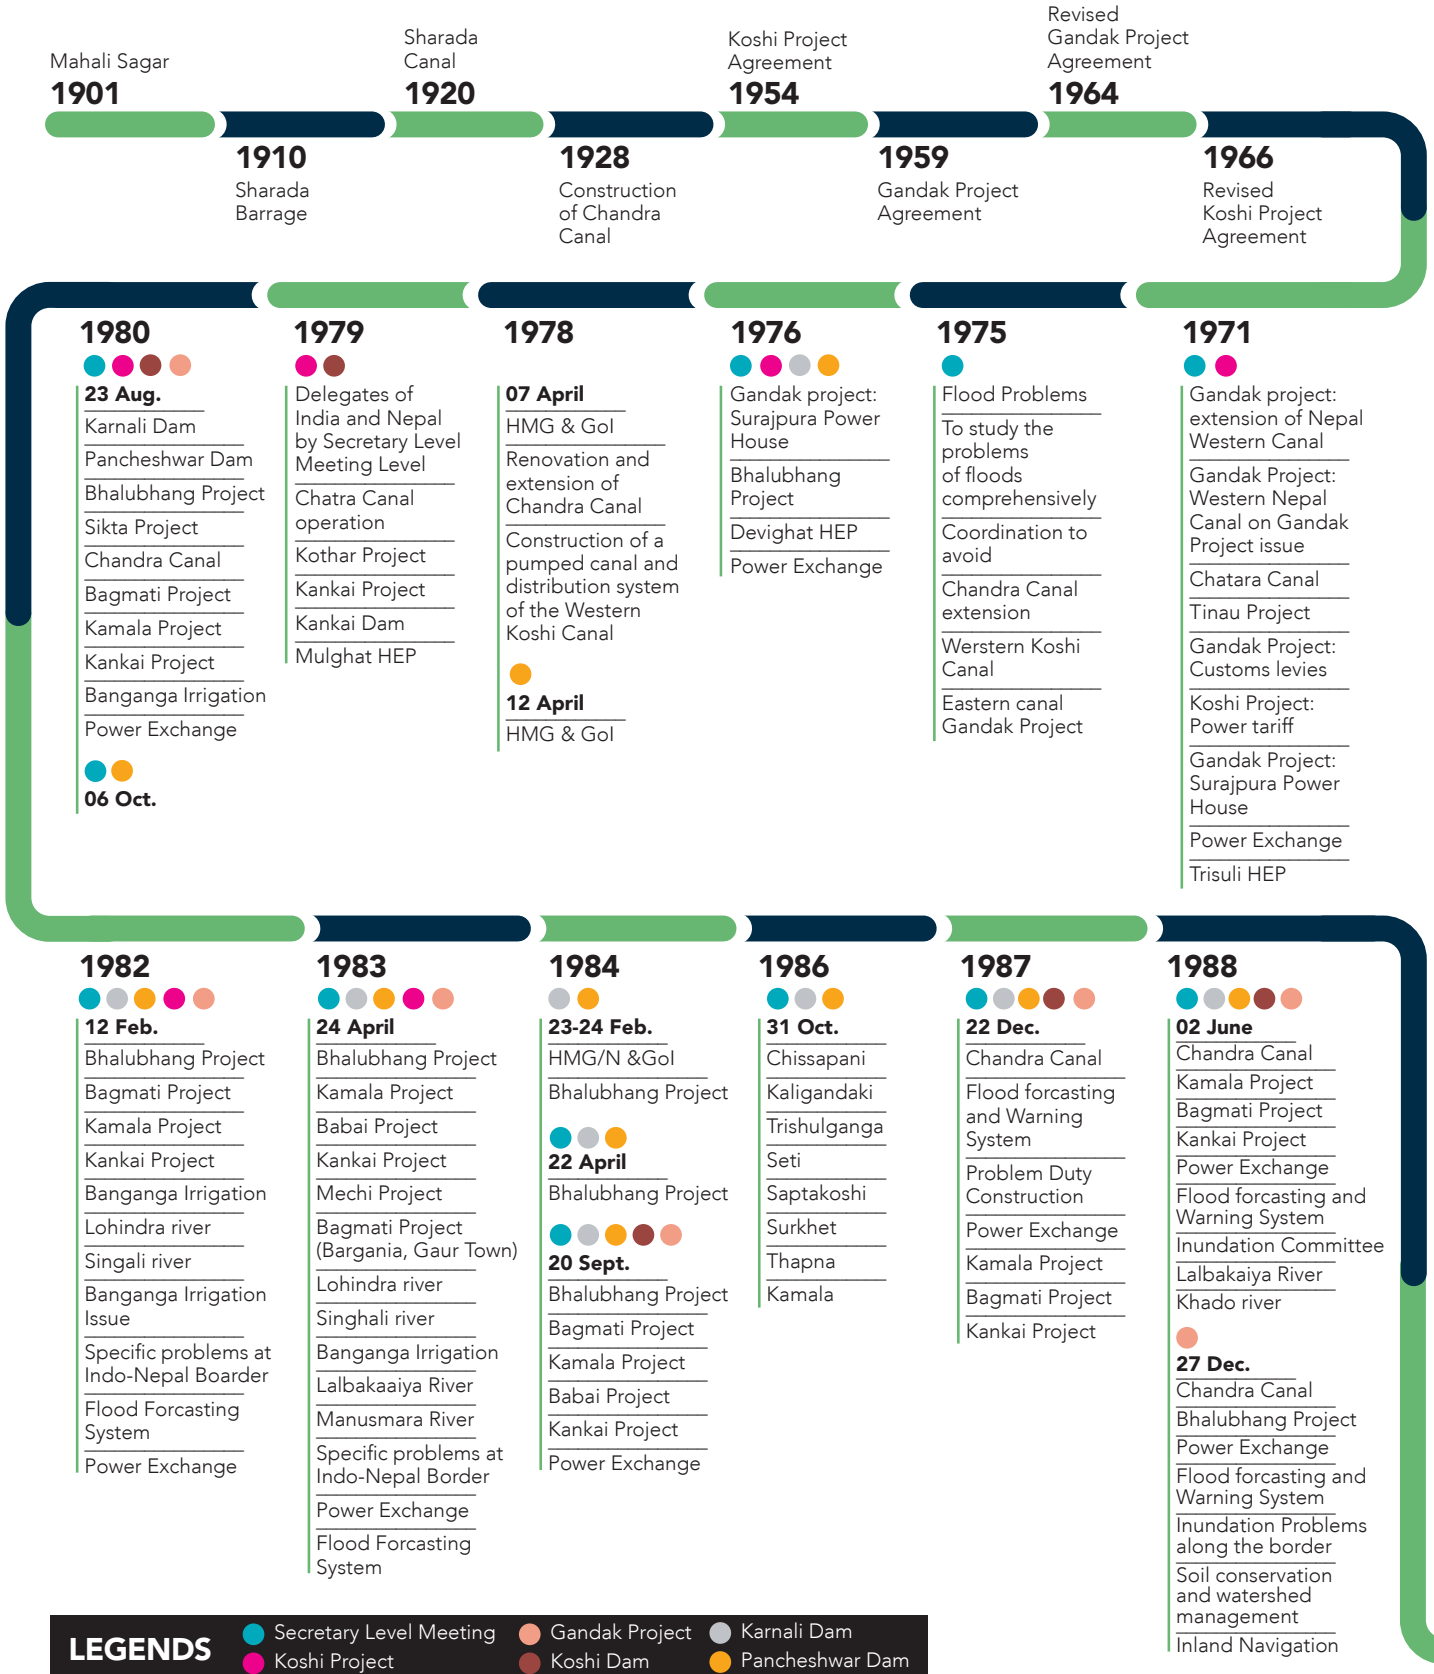 Mahali Sagar
1901
1910
Sharada
Barrage
Sharada
Canal
1920
1928
Construction
of Chandra
Canal
Koshi Project
Agreement
1954
1959
Gandak Project
Agreement
Revised
Gandak Project
Agreement
1964
1966
Revised
Koshi Project
Agreement
1980
23 Aug.
Karnali Dam
Pancheshwar Dam
Bhalubhang Project
Sikta Project
Chandra Canal
Bagmati Project
Kamala Project
Kankai Project
Banganga Irrigation
Power Exchange
06 Oct.
1979
Delegates of
India and Nepal
by Secretary Level
Meeting Level
Chatra Canal
operation
Kothar Project
Kankai Project
Kankai Dam
Mulghat HEP
1978
07 April
HMG & GoI
Renovation and
extension of
Chandra Canal
Construction of a
pumped canal and
distribution system
of the Western
Koshi Canal
12 April
HMG & GoI
1976
Gandak project:
Surajpura Power
House
Bhalubhang
Project
Devighat HEP
Power Exchange
1975
Flood Problems
To study the
problems
of floods
comprehensively
Coordination to
avoid
Chandra Canal
extension
Werstern Koshi
Canal
Eastern canal
Gandak Project
1971
Gandak project:
extension of Nepal
Western Canal
Gandak Project:
Western Nepal
Canal on Gandak
Project issue
Chatara Canal
Tinau Project
Gandak Project:
Customs levies
Koshi Project:
Power tariff
Gandak Project:
Surajpura Power
House
Power Exchange
Trisuli HEP
1982
12 Feb.
Bhalubhang Project
Bagmati Project
Kamala Project
Kankai Project
Banganga Irrigation
Lohindra river
Singali river
Banganga Irrigation
Issue
Specific problems at
Indo-Nepal Boarder
Flood Forcasting
System
Power Exchange
1983
24 April
Bhalubhang Project
Kamala Project
Babai Project
Kankai Project
Mechi Project
Bagmati Project
(Bargania, Gaur Town)
Lohindra river
Singhali river
Banganga Irrigation
Lalbakaaiya River
Manusmara River
Specific problems at
Indo-Nepal Border
Power Exchange
Flood Forcasting
System
1984
23-24 Feb.
HMG/N &GoI
Bhalubhang Project
22 April
Bhalubhang Project
20 Sept.
Bhalubhang Project
Bagmati Project
Kamala Project
Babai Project
Kankai Project
Power Exchange
1986
31 Oct.
Chissapani
Kaligandaki
Trishulganga
Seti
Saptakoshi
Surkhet
Thapna
Kamala
1987
22 Dec.
Chandra Canal
Flood forcasting
and Warning
System
Problem Duty
Construction
Power Exchange
Kamala Project
Bagmati Project
Kankai Project
1988
02 June
Chandra Canal
Kamala Project
Bagmati Project
Kankai Project
Power Exchange
Flood forcasting and
Warning System
Inundation Committee
Lalbakaiya River
Khado river
27 Dec.
Chandra Canal
Bhalubhang Project
Power Exchange
Flood forcasting and
Warning System
Inundation Problems
along the border
Soil conservation
and watershed
management
Inland Navigation
LEGENDS
Secretary Level Meeting
Koshi Project
Gandak Project
Koshi Dam
Karnali Dam
Pancheshwar Dam